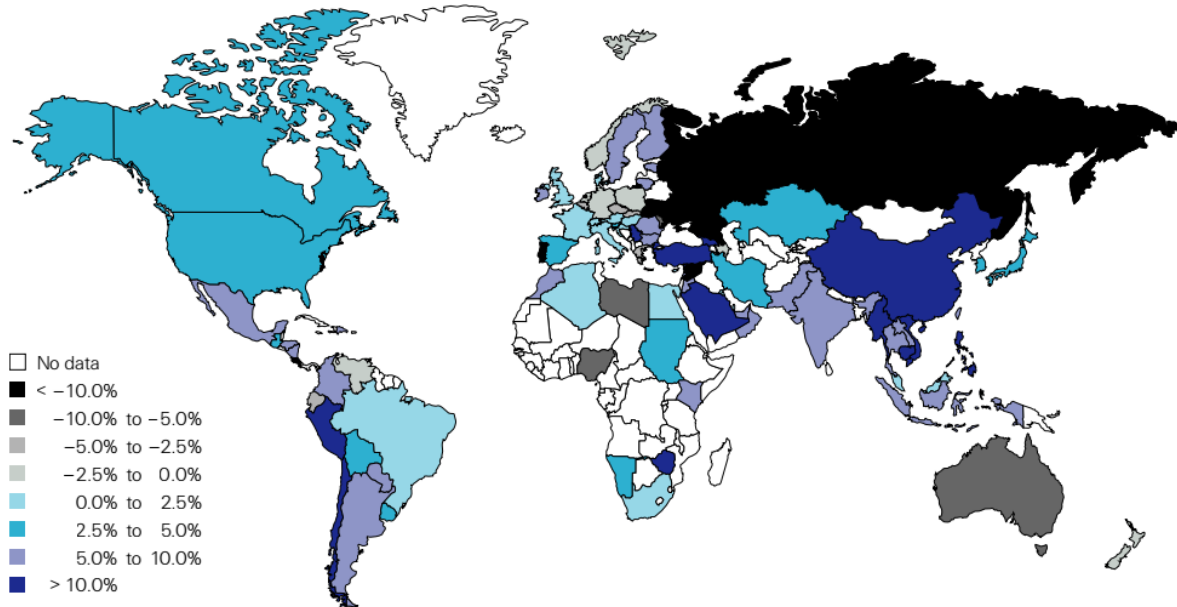 No data
< −10.0%
−10.0% to −5.0%
−5.0% to −2.5%
−2.5% to 0.0%
0.0% to 2.5%
2.5% to 5.0%
5.0% to 10.0%
> 10.0%